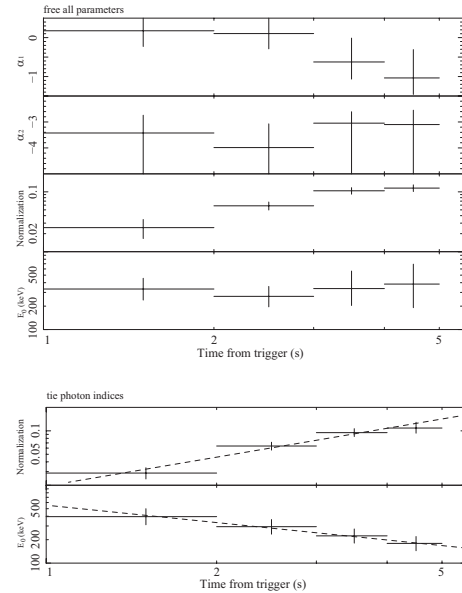 free all parameters
0
−1
α1
−3
−4
α2
0.1
0.02
Normalization
500
200
100
E0 (keV)
1 2 5
Time from trigger (s)
tie photon indices
0.1
0.05
Normalization
500
200
100
E0 (keV)
1 2 5
Time from trigger (s)